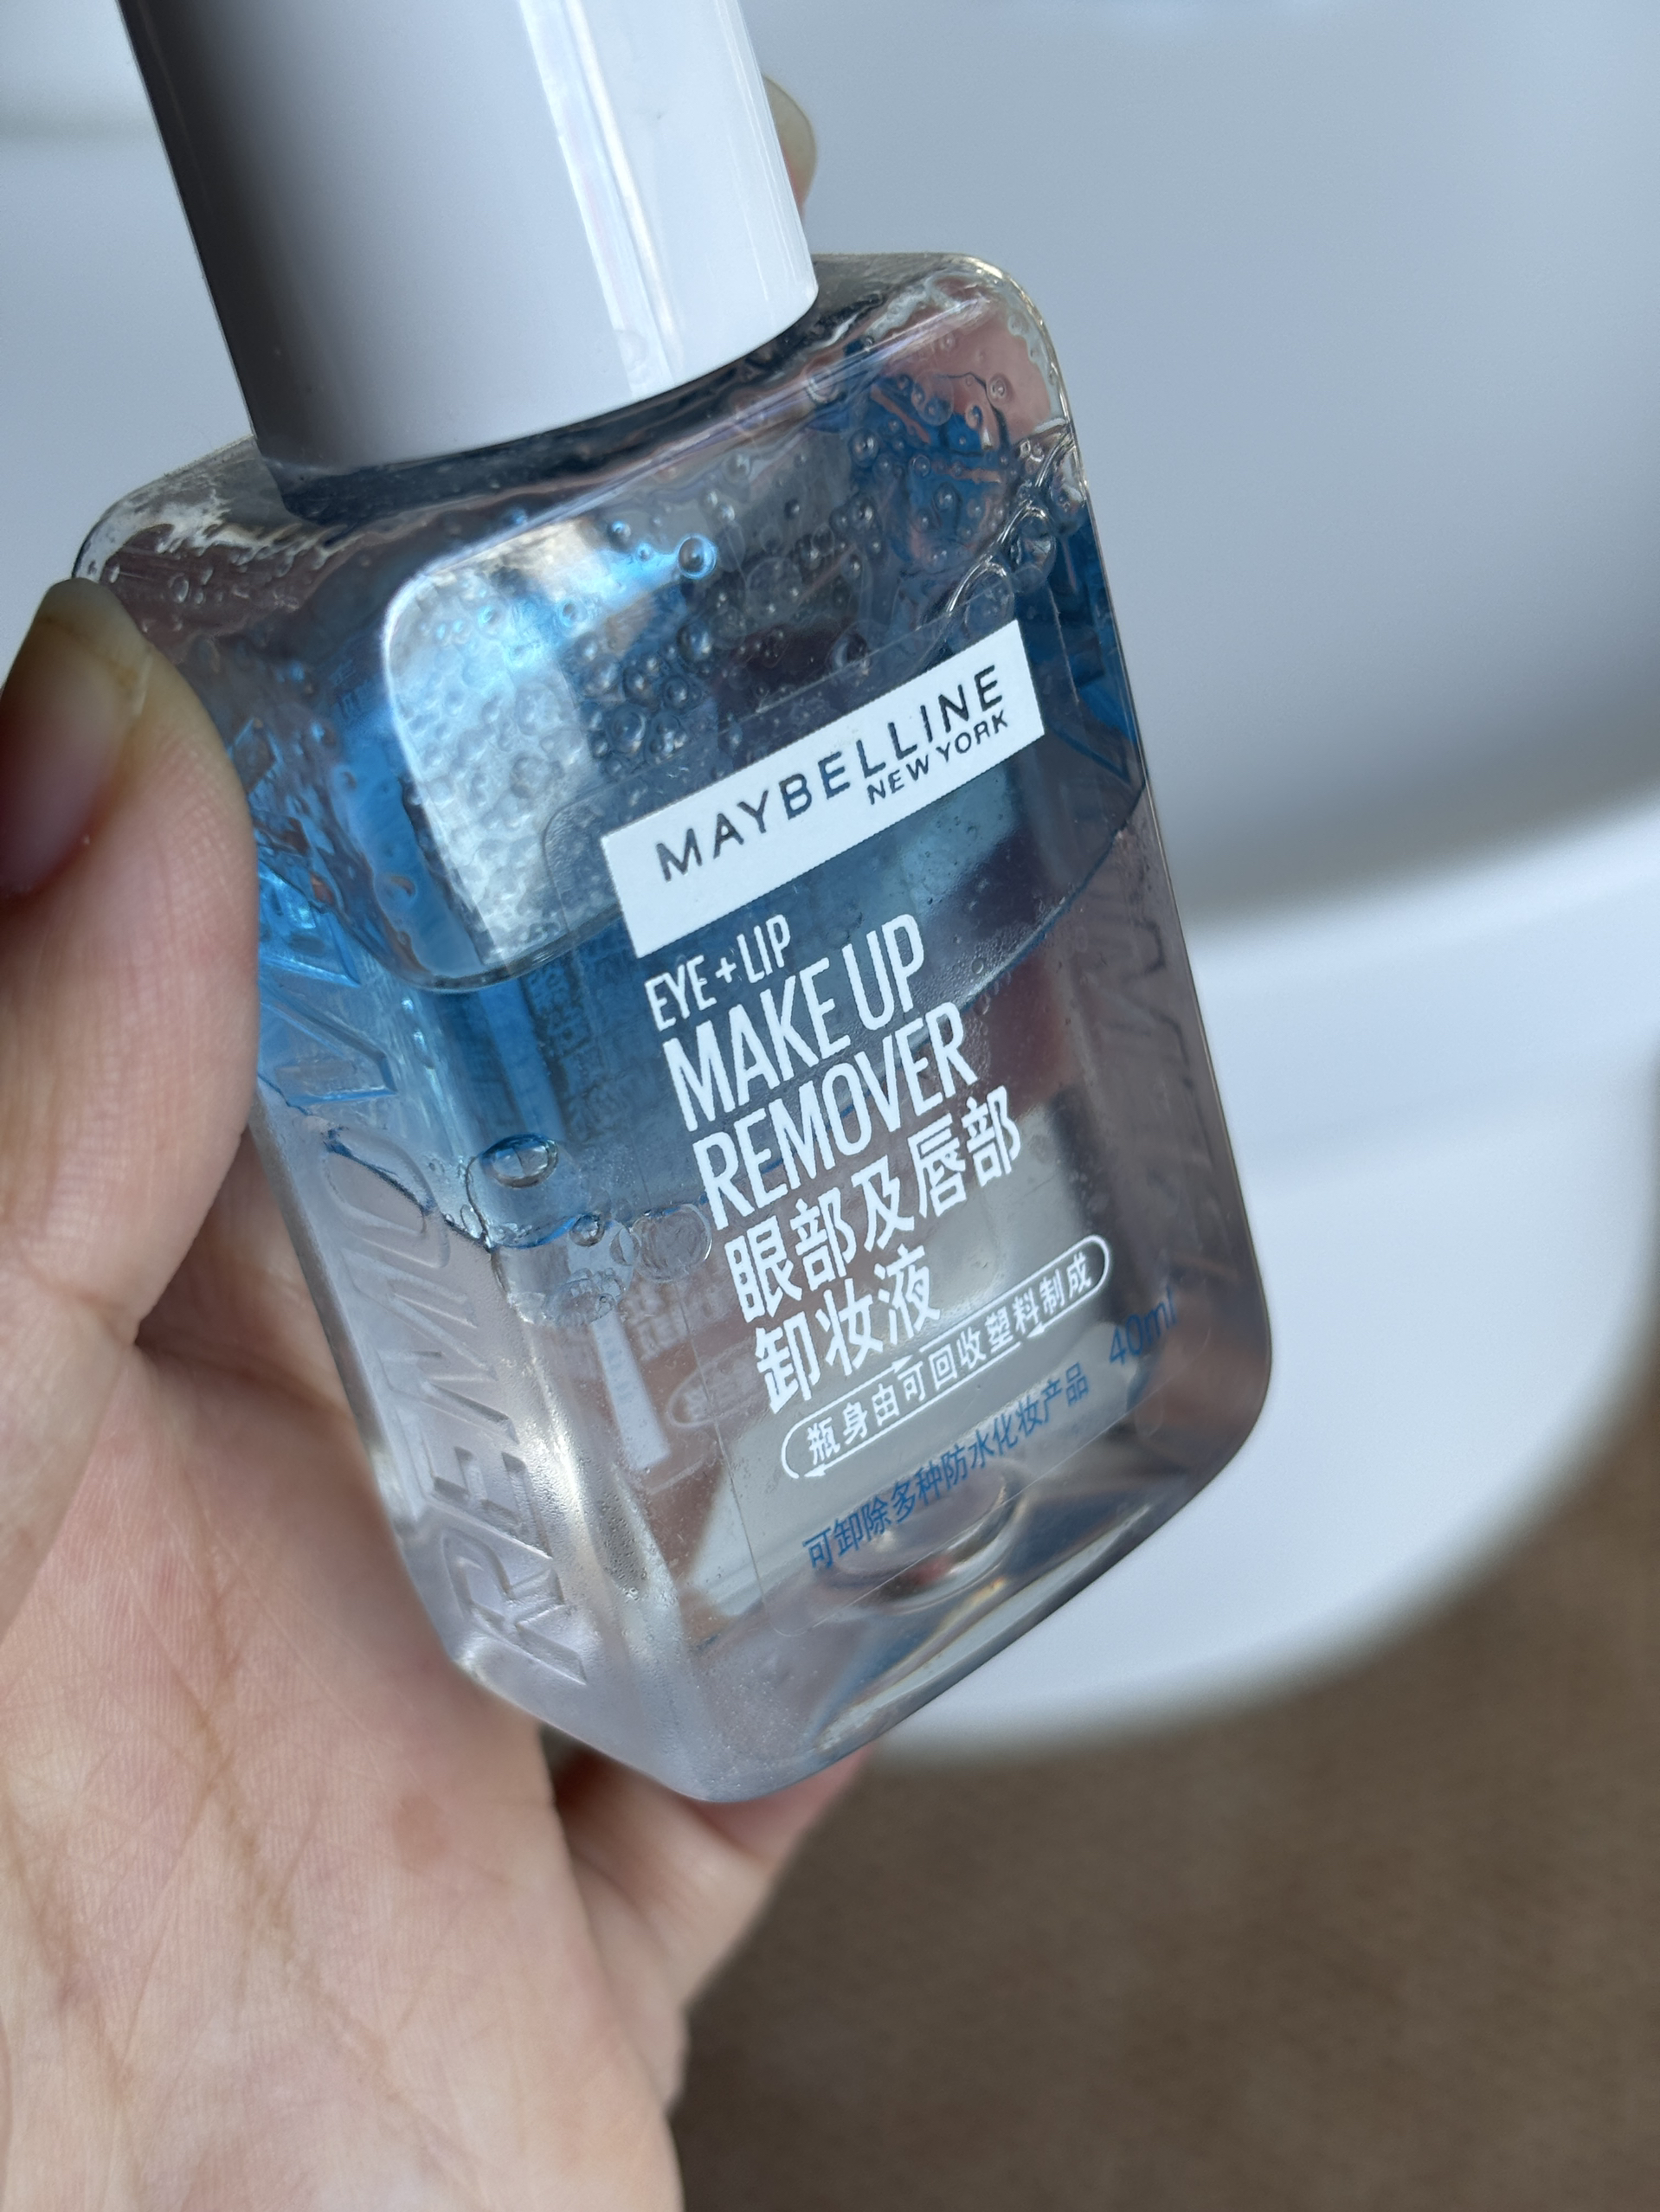 MAYBELLINE
NEW YORK
EYE + LIP
MAKE UP
REMOVER
眼部及唇部
卸妆液
瓶身由可回收塑料制成
可卸除多种防水化妆产品 40ml
REMO